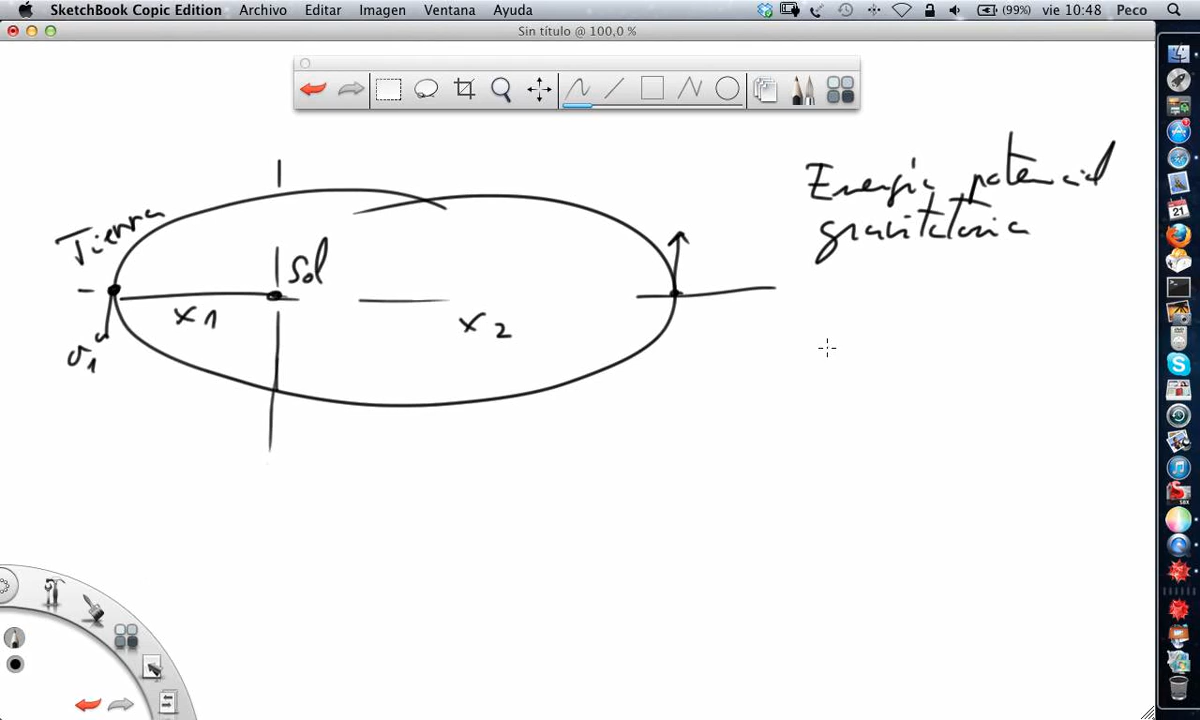 SketchBook Copic Edition Archivo Editar Imagen Ventana Ayuda (99%) vie 10:48 Peco
Sin título @ 100,0 %
Energía potencial
gravitatoria
Tierra
Sol
x1
x2
v1
21